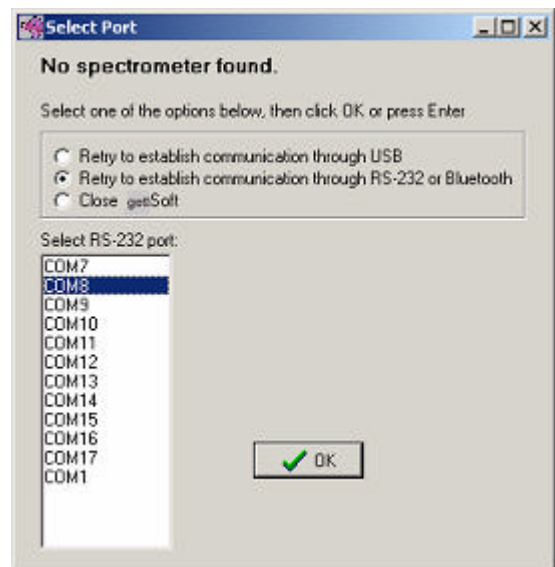 Select Port
No spectrometer found.
Select one of the options below, then click OK or press Enter
Retry to establish communication through USB
Retry to establish communication through RS-232 or Bluetooth
Close gettSoft
Select RS-232 port:
COM7
COM8
COM9
COM10
COM11
COM12
COM13
COM14
COM15
COM16
COM17
COM1
OK